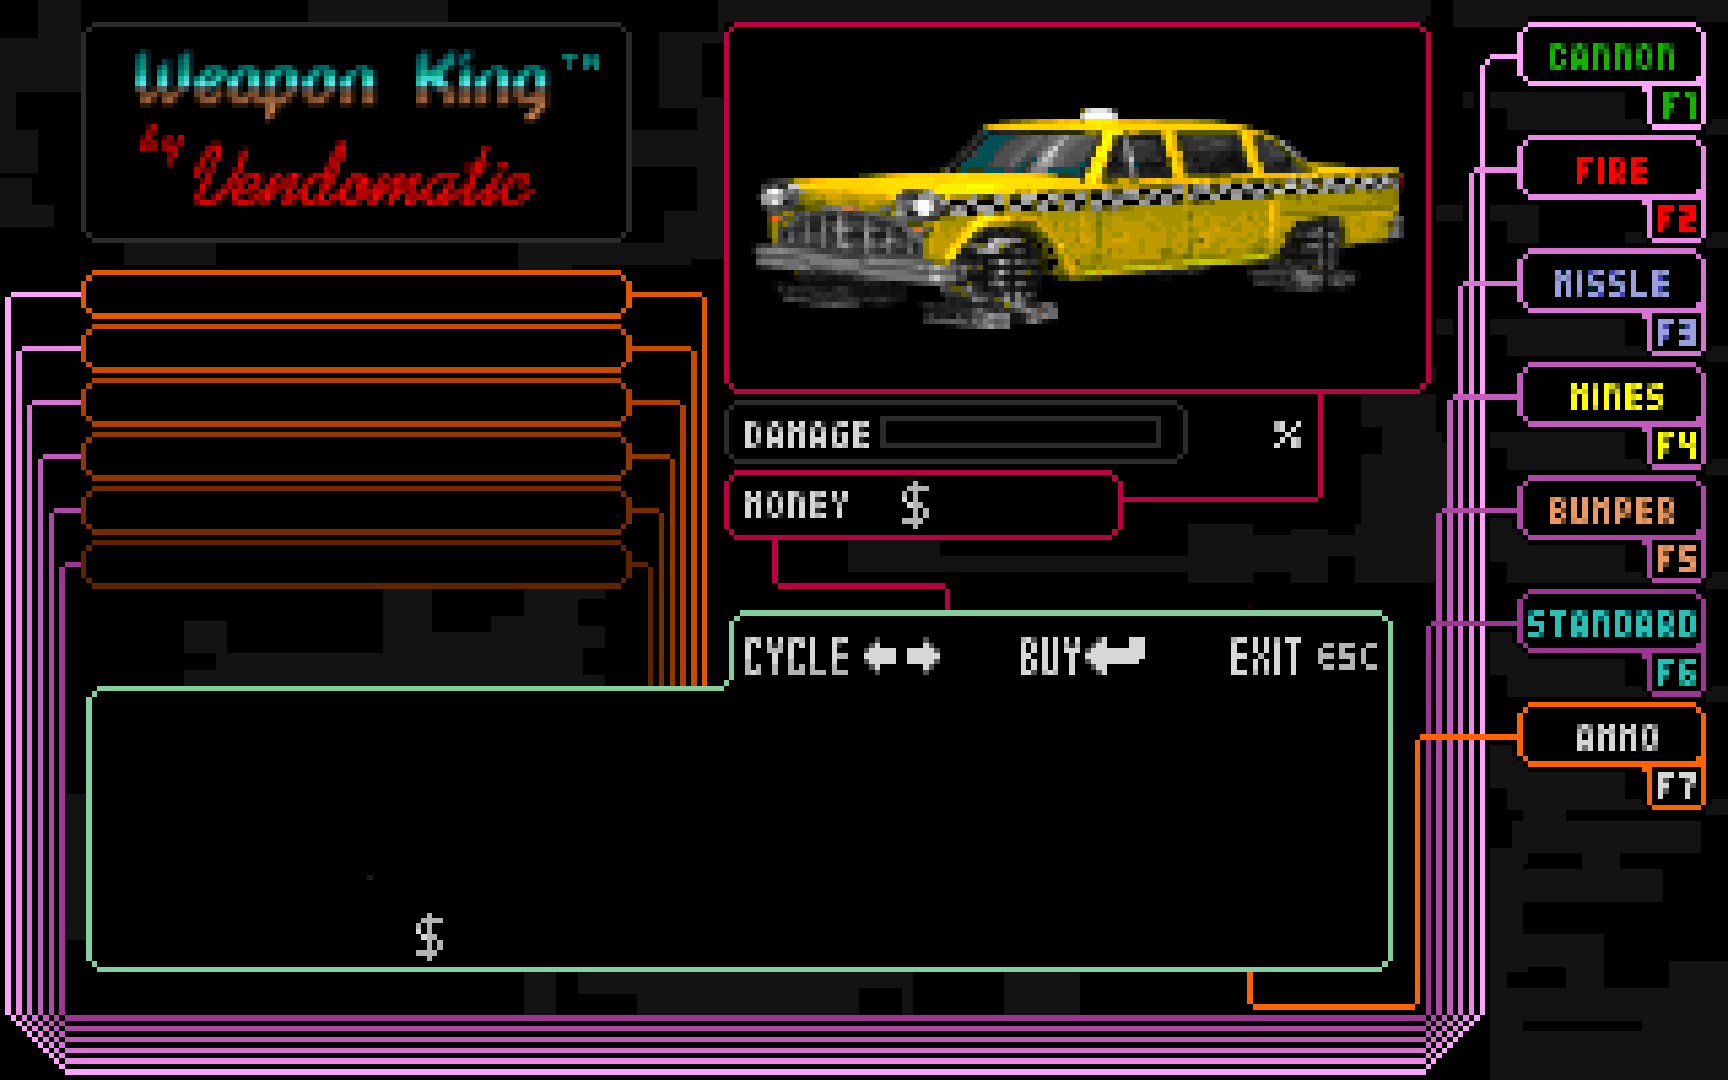 Weapon King™
by Vendomatic
DAMAGE %
MONEY $
CYCLE BUY EXIT ESC
$
CANNON
F1
FIRE
F2
MISSLE
F3
MINES
F4
BUMPER
F5
STANDARD
F6
AMMO
F7